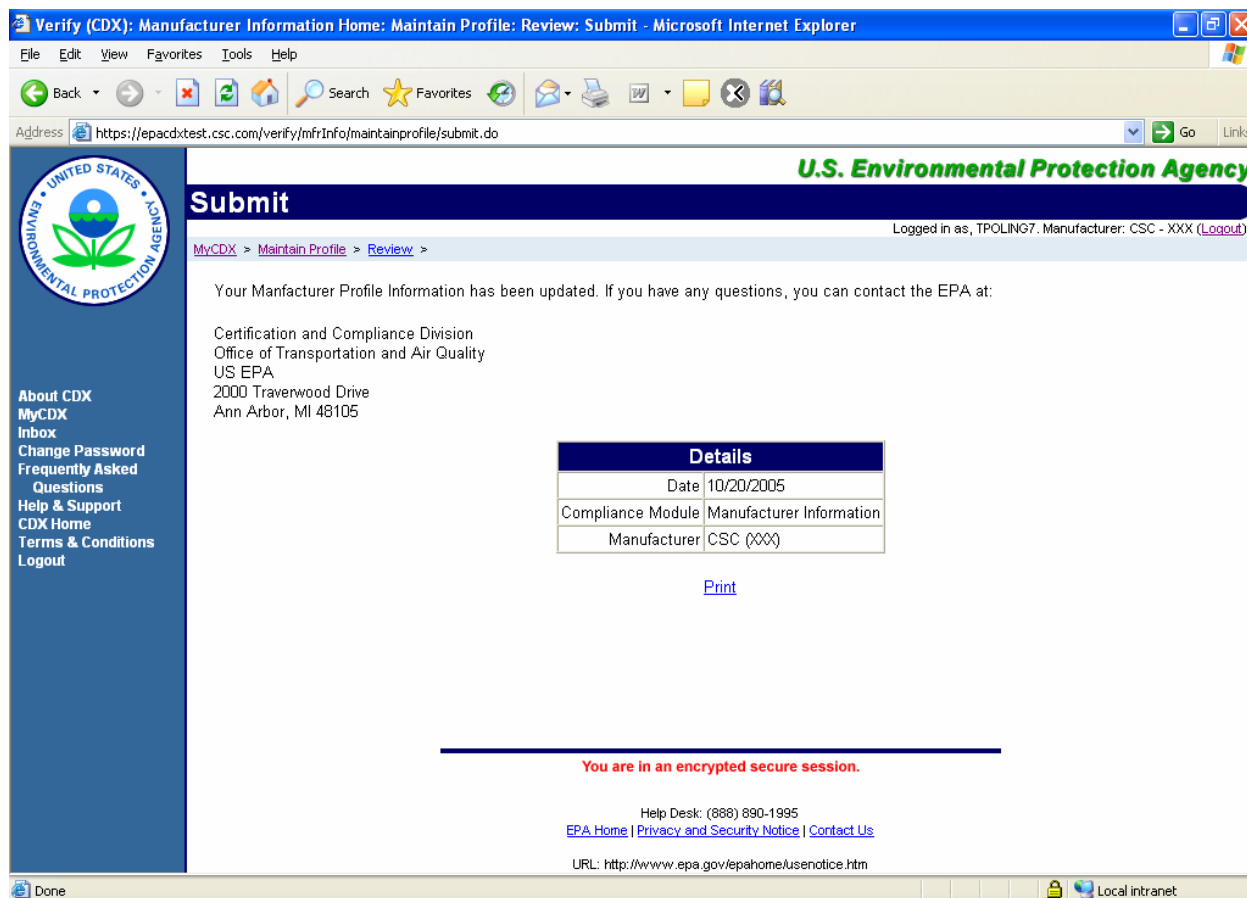 Verify (CDX): Manufacturer Information Home: Maintain Profile: Review: Submit - Microsoft Internet Explorer
File Edit View Favorites Tools Help
Back Search Favorites
Address https://epacdxtest.csc.com/verify/mfrInfo/maintainprofile/submit.do Go Links
UNITED STATES
ENVIRONMENTAL PROTECTION AGENCY
U.S. Environmental Protection Agency
Submit
Logged in as, TPOLING7. Manufacturer: CSC - XXX (Logout)
MyCDX > Maintain Profile > Review >
Your Manfacturer Profile Information has been updated. If you have any questions, you can contact the EPA at:
Certification and Compliance Division
Office of Transportation and Air Quality
US EPA
2000 Traverwood Drive
Ann Arbor, MI 48105
About CDX
MyCDX
Inbox
Change Password
Frequently Asked
Questions
Help & Support
CDX Home
Terms & Conditions
Logout
Details
Date 10/20/2005
Compliance Module Manufacturer Information
Manufacturer CSC (XXX)
Print
You are in an encrypted secure session.
Help Desk: (888) 890-1995
EPA Home | Privacy and Security Notice | Contact Us
URL: http://www.epa.gov/epahome/usenotice.htm
Done Local intranet